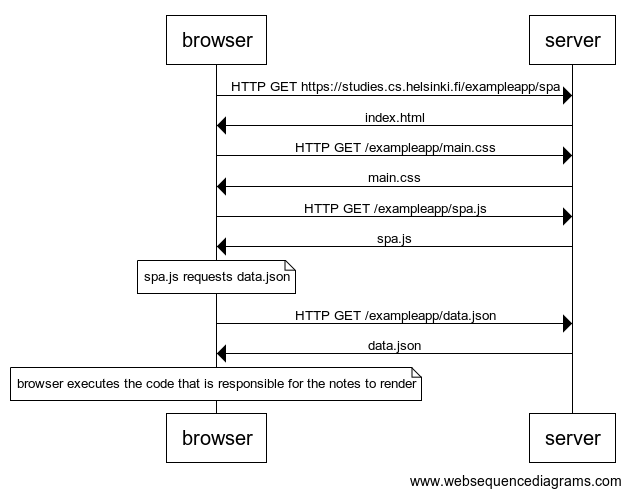 browser
server
HTTP GET https://studies.cs.helsinki.fi/exampleapp/spa
index.html
HTTP GET /exampleapp/main.css
main.css
HTTP GET /exampleapp/spa.js
spa.js
spa.js requests data.json
HTTP GET /exampleapp/data.json
data.json
browser executes the code that is responsible for the notes to render
browser
server
www.websequencediagrams.com